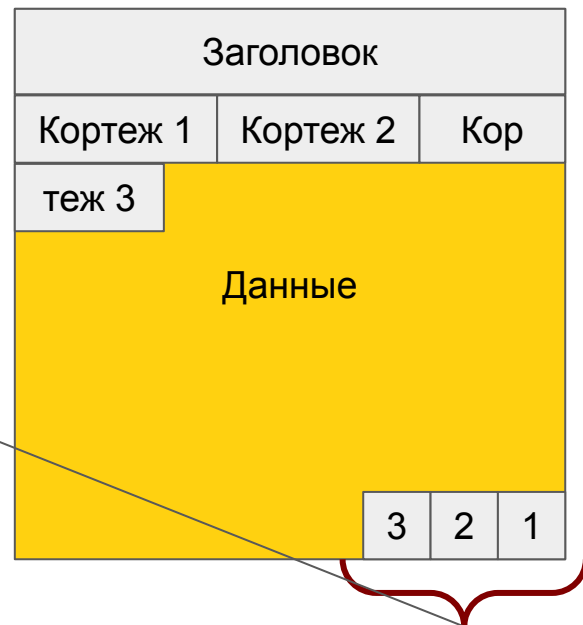 Заголовок
Кортеж 1 Кортеж 2 Кор
теж 3
Данные
3 2 1